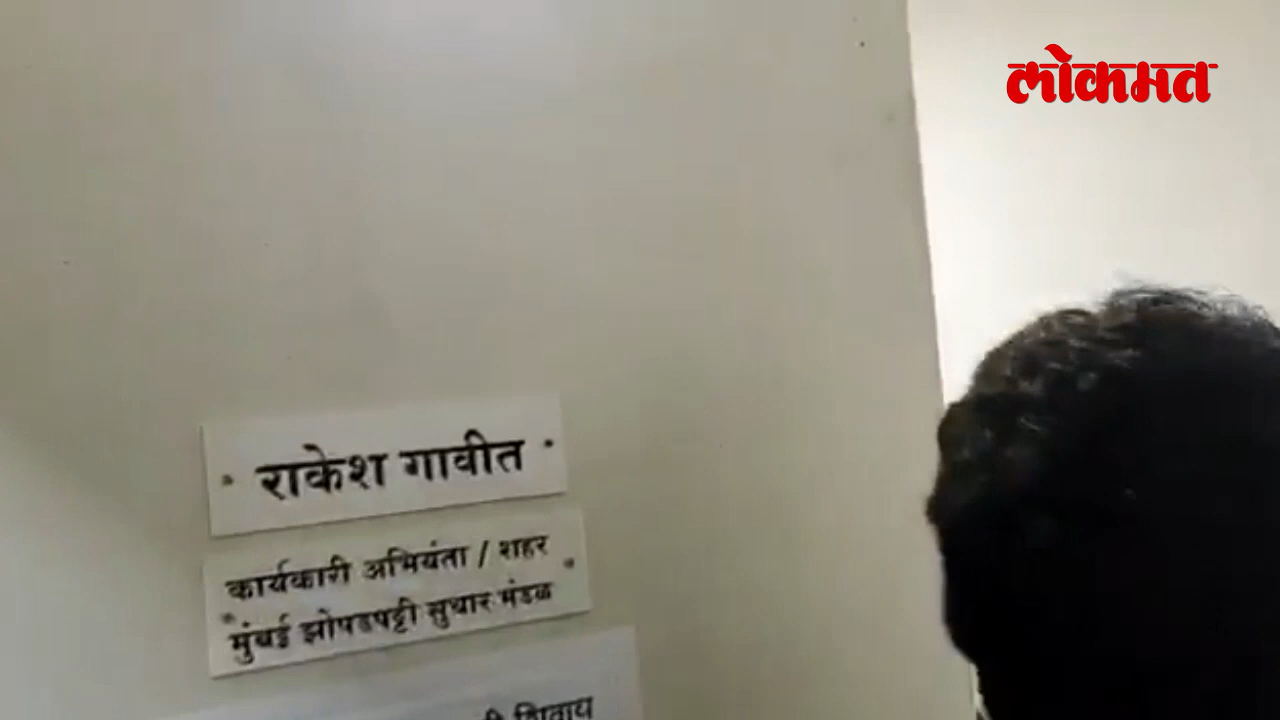 लोकमत
राकेश गावीत
कार्यकारी अभियंता / शहर
मुंबई झोपडपट्टी सुधार मंडळ